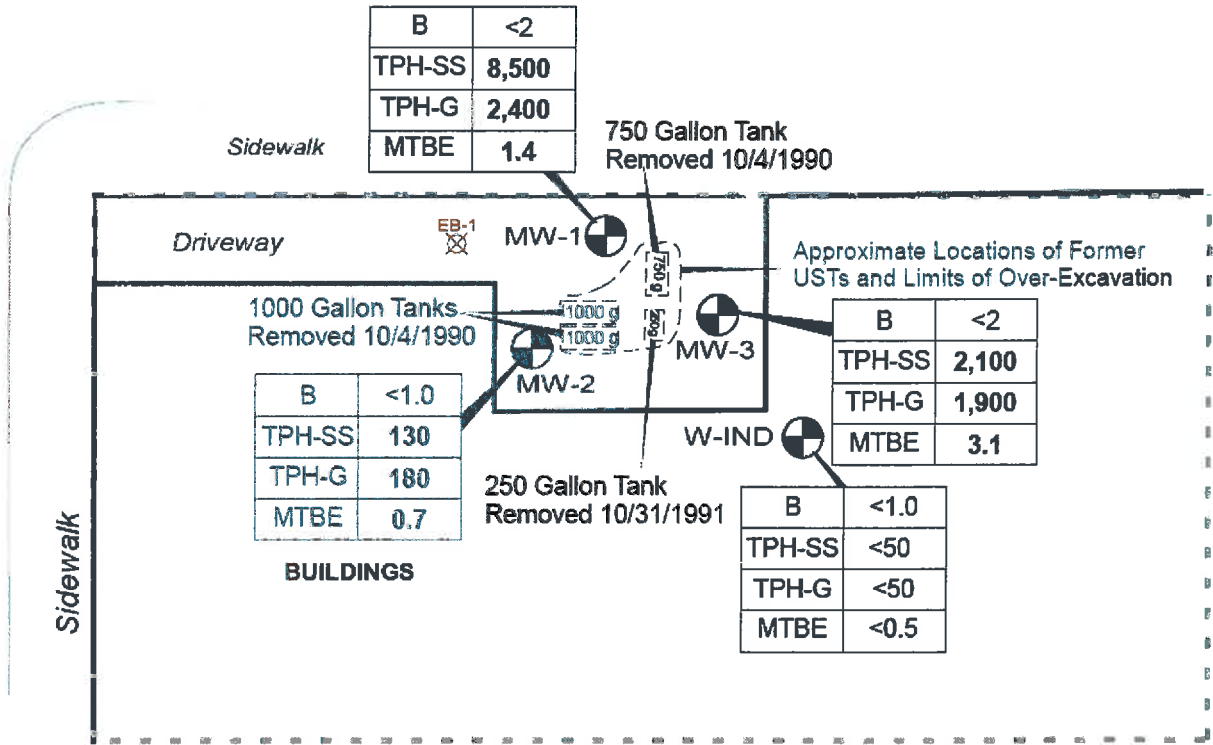 B <2
TPH-SS 8,500
TPH-G 2,400
MTBE 1.4
Sidewalk
750 Gallon Tank
Removed 10/4/1990
Driveway
EB-1
MW-1
750 g
Approximate Locations of Former
USTs and Limits of Over-Excavation
1000 Gallon Tanks
Removed 10/4/1990
1000 g
1000 g
MW-2
MW-3
B <2
TPH-SS 2,100
TPH-G 1,900
MTBE 3.1
B <1.0
TPH-SS 130
TPH-G 180
MTBE 0.7
W-IND
250 Gallon Tank
Removed 10/31/1991
B <1.0
TPH-SS <50
TPH-G <50
MTBE <0.5
BUILDINGS
Sidewalk